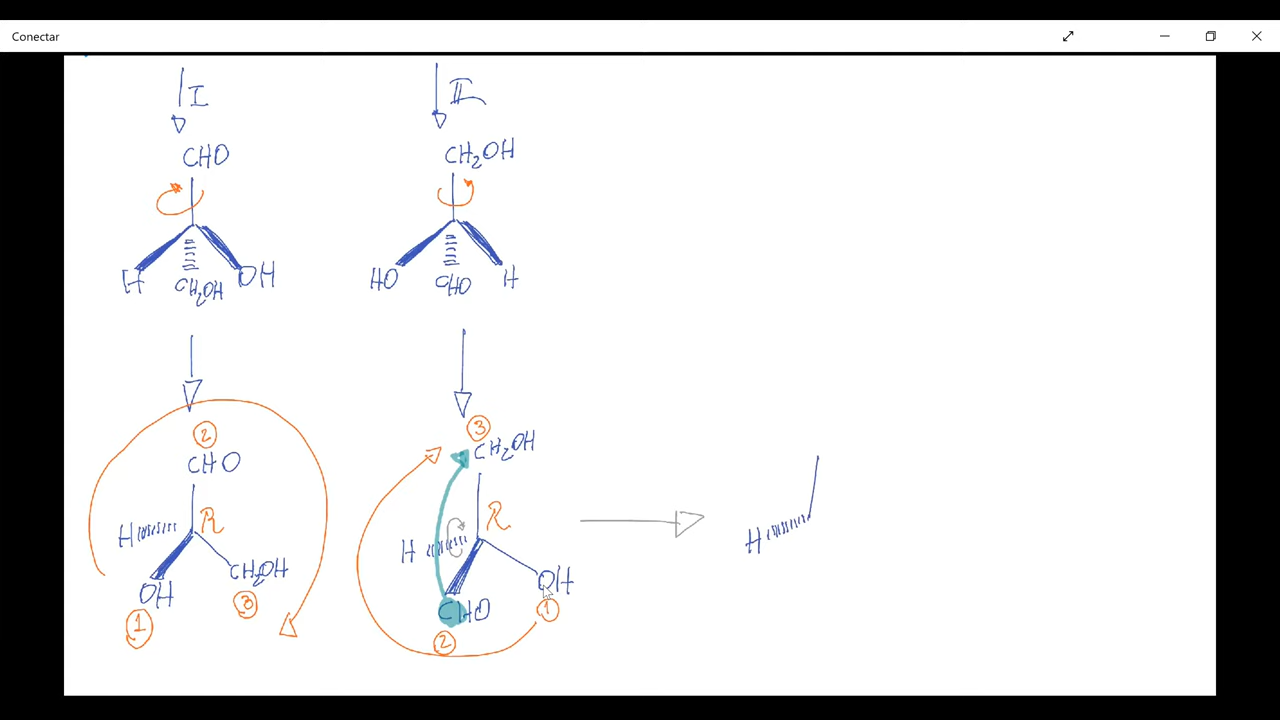 Conectar
I
II
CHO
CH₂OH
H CH₂OH OH
HO CHO H
②
CHO
③
CH₂OH
H R
H R
OH CH₂OH
① ③
CHO OH
② ①
H